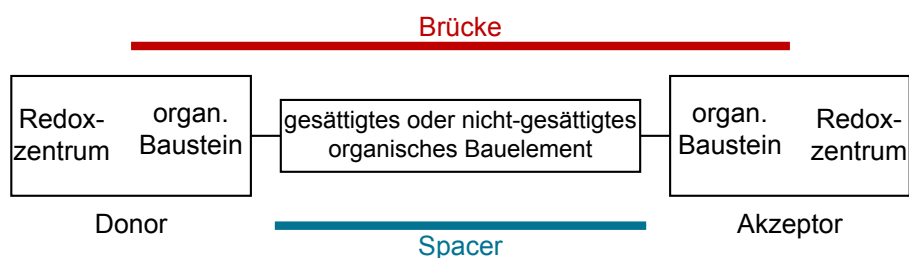 Brücke
Redox-
zentrum
organ.
Baustein
gesättigtes oder nicht-gesättigtes
organisches Bauelement
organ.
Baustein
Redox-
zentrum
Donor
Spacer
Akzeptor